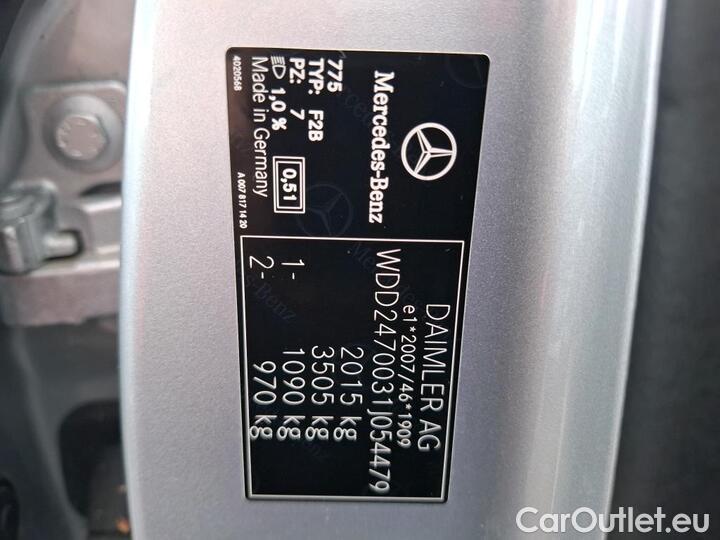 Mercedes-Benz
DAIMLER AG
e1*2007/46*1909
WDD2470031J054479
2015 kg
3505 kg
1- 1090 kg
2- 970 kg
775
TYP: F2B
PZ: 7
1,0 %
0,51
Made in Germany
402056B
A 007 817 14 20
CarOutlet.eu